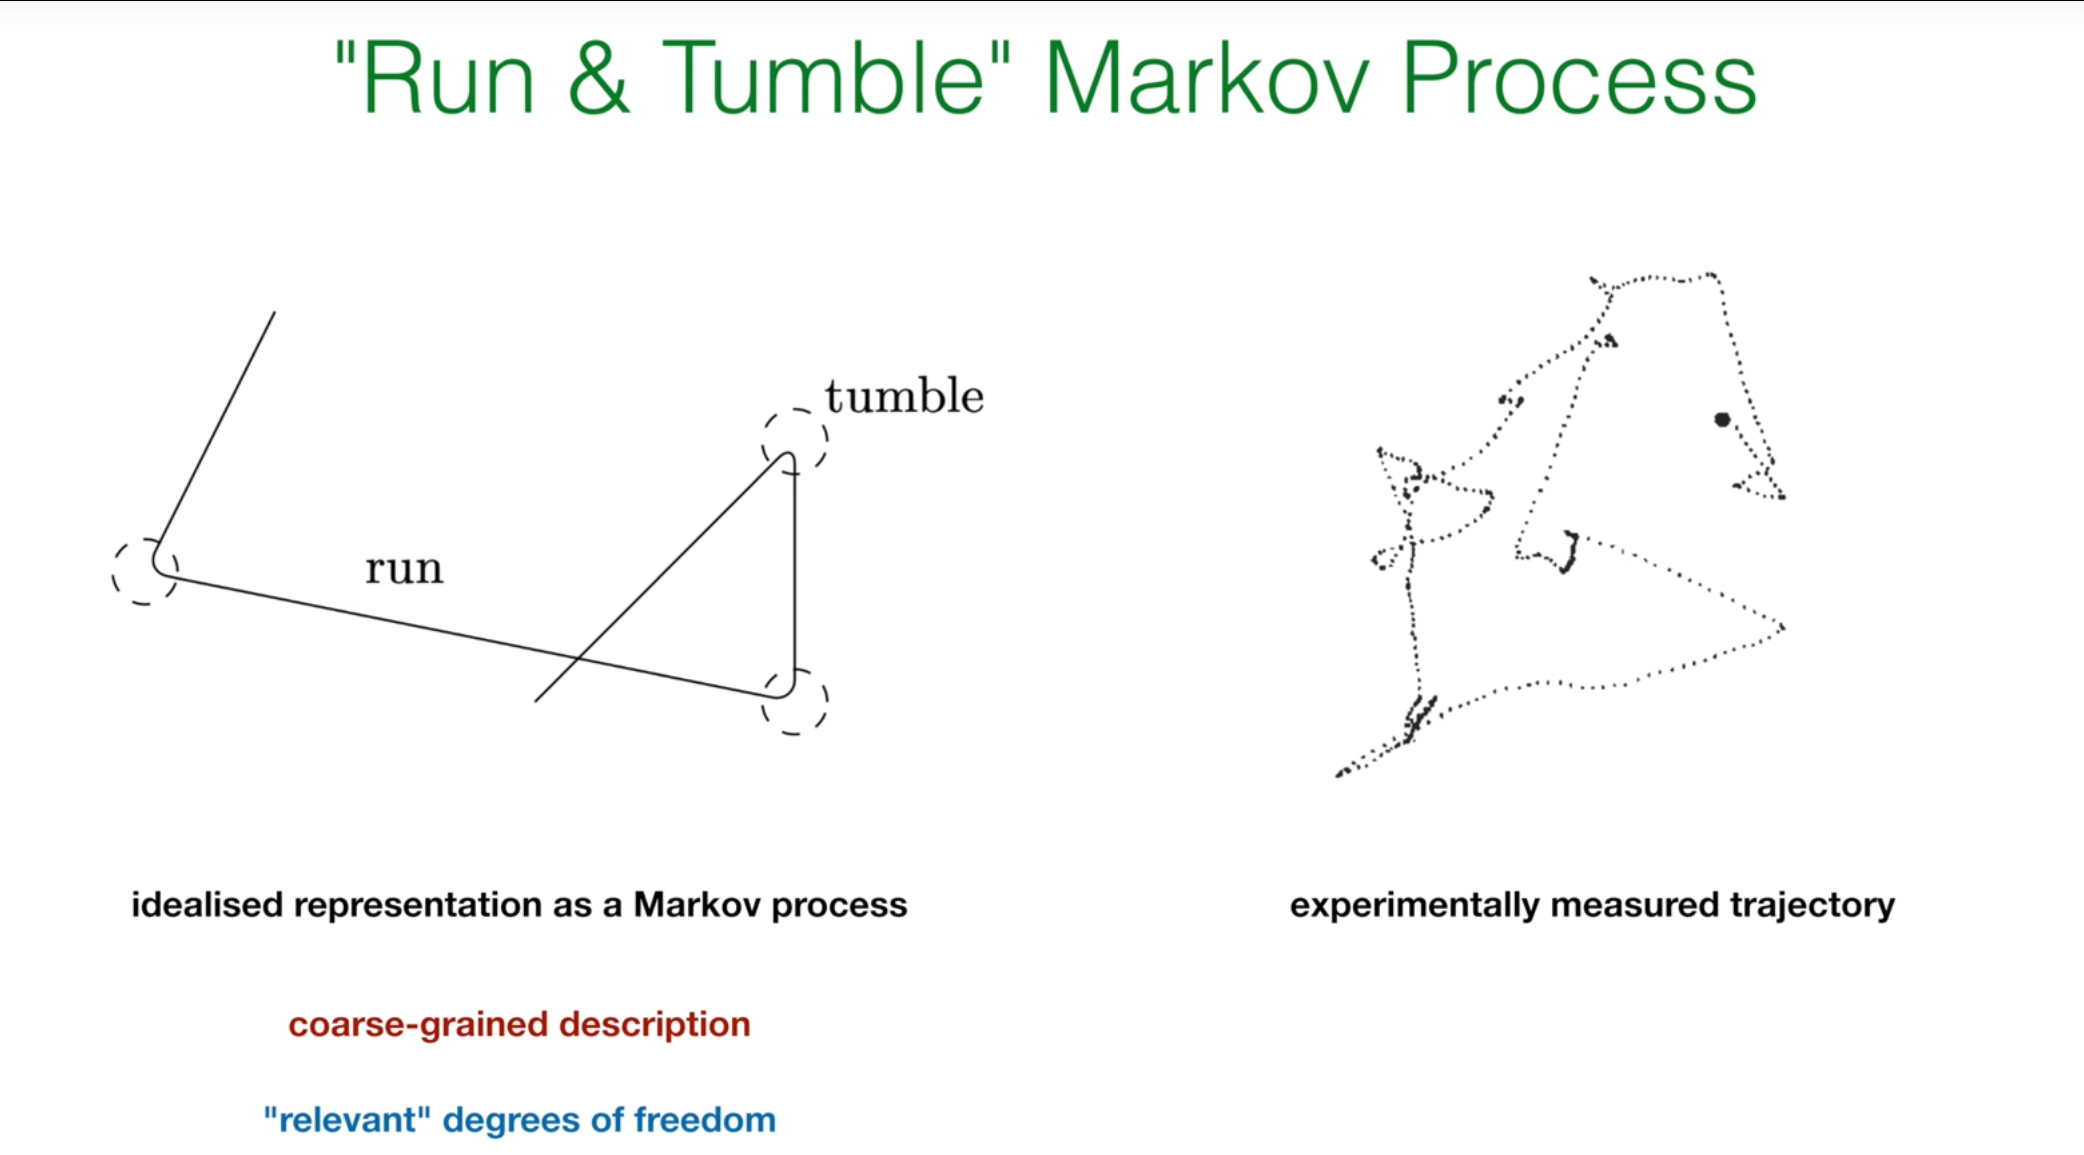 "Run & Tumble" Markov Process
tumble
run
idealised representation as a Markov process
experimentally measured trajectory
coarse-grained description
"relevant" degrees of freedom